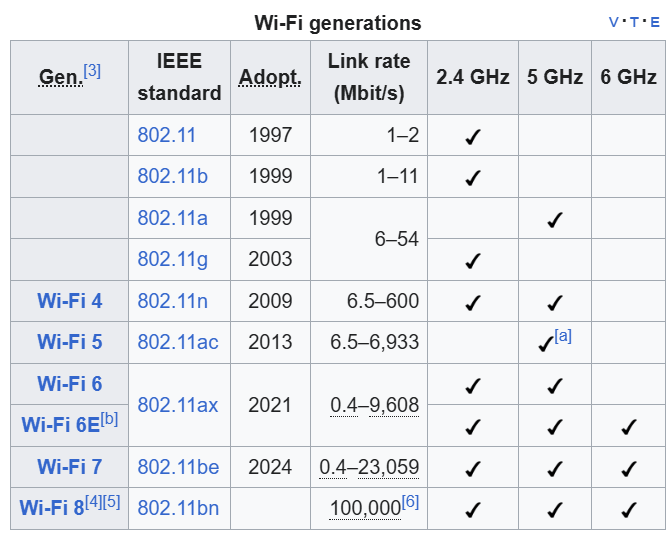 Wi-Fi generations
V · T · E
Gen.[3] IEEE standard Adopt. Link rate (Mbit/s) 2.4 GHz 5 GHz 6 GHz
802.11 1997 1–2 ✓
802.11b 1999 1–11 ✓
802.11a 1999 6–54 ✓
802.11g 2003 ✓
Wi-Fi 4 802.11n 2009 6.5–600 ✓ ✓
Wi-Fi 5 802.11ac 2013 6.5–6,933 ✓[a]
Wi-Fi 6 802.11ax 2021 0.4–9,608 ✓ ✓
Wi-Fi 6E[b] ✓ ✓ ✓
Wi-Fi 7 802.11be 2024 0.4–23,059 ✓ ✓ ✓
Wi-Fi 8[4][5] 802.11bn 100,000[6] ✓ ✓ ✓